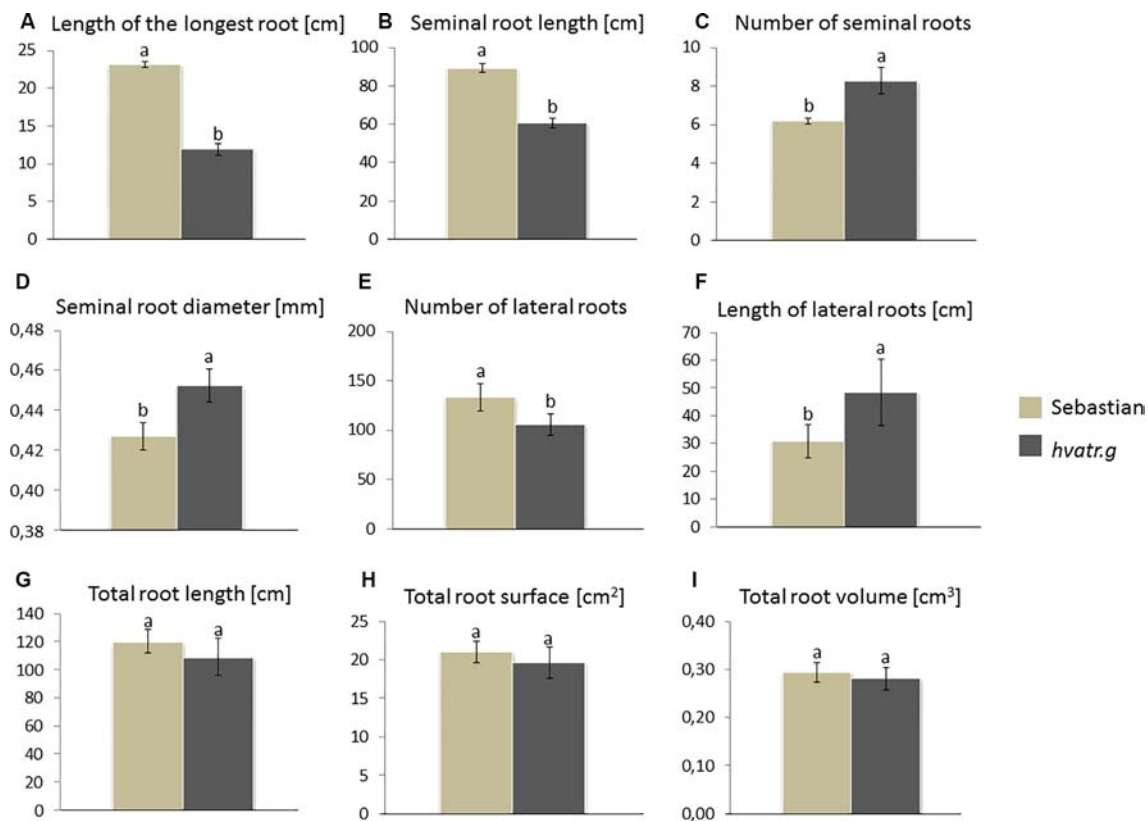 A Length of the longest root [cm]
25
20
15
10
5
0
a
b
B Seminal root length [cm]
100
80
60
40
20
0
a
b
C Number of seminal roots
10
8
6
4
2
0
b
a
D Seminal root diameter [mm]
0,48
0,46
0,44
0,42
0,40
0,38
b
a
E Number of lateral roots
200
150
100
50
0
a
b
F Length of lateral roots [cm]
70
60
50
40
30
20
10
0
b
a
Sebastian
hvatr.g
G Total root length [cm]
140
120
100
80
60
40
20
0
a
a
H Total root surface [cm²]
25
20
15
10
5
0
a
a
I Total root volume [cm³]
0,40
0,30
0,20
0,10
0,00
a
a